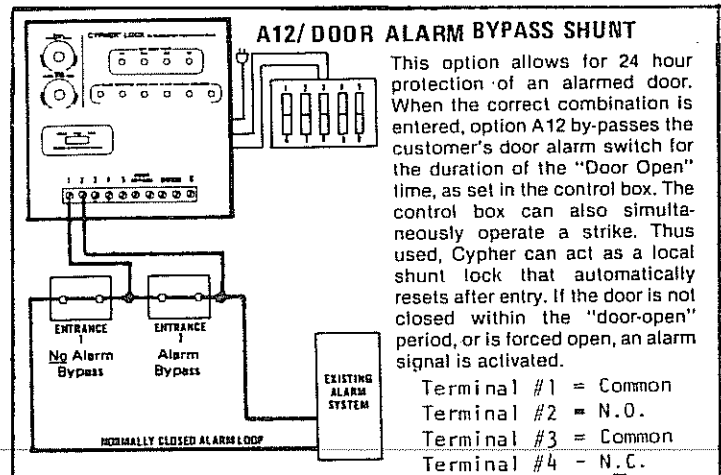 A12/ DOOR ALARM BYPASS SHUNT
CYPHER LOCK
1 2 3 4 5
1 2 3 4 5
This option allows for 24 hour
protection of an alarmed door.
When the correct combination is
entered, option A12 by-passes the
customer's door alarm switch for
the duration of the "Door Open"
time, as set in the control box. The
control box can also simulta-
neously operate a strike. Thus
used, Cypher can act as a local
shunt lock that automatically
resets after entry. If the door is not
closed within the "door-open"
period, or is forced open, an alarm
signal is activated.
Terminal #1 = Common
Terminal #2 = N.O.
Terminal #3 = Common
Terminal #4 - N.C.
ENTRANCE
1
No Alarm
Bypass
ENTRANCE
2
Alarm
Bypass
EXISTING
ALARM
SYSTEM
NORMALLY CLOSED ALARM LOOP